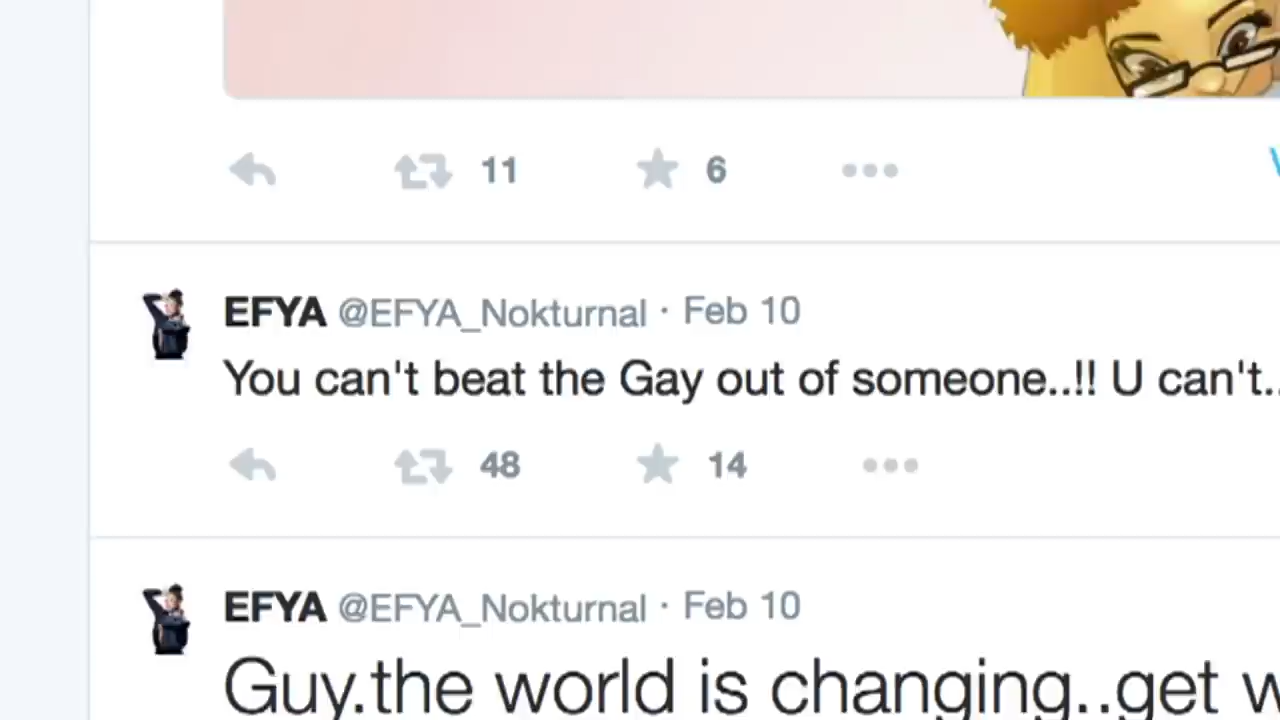 11 6
EFYA @EFYA_Nokturnal · Feb 10
You can't beat the Gay out of someone..!! U can't..
48 14
EFYA @EFYA_Nokturnal · Feb 10
Guy.the world is changing..get